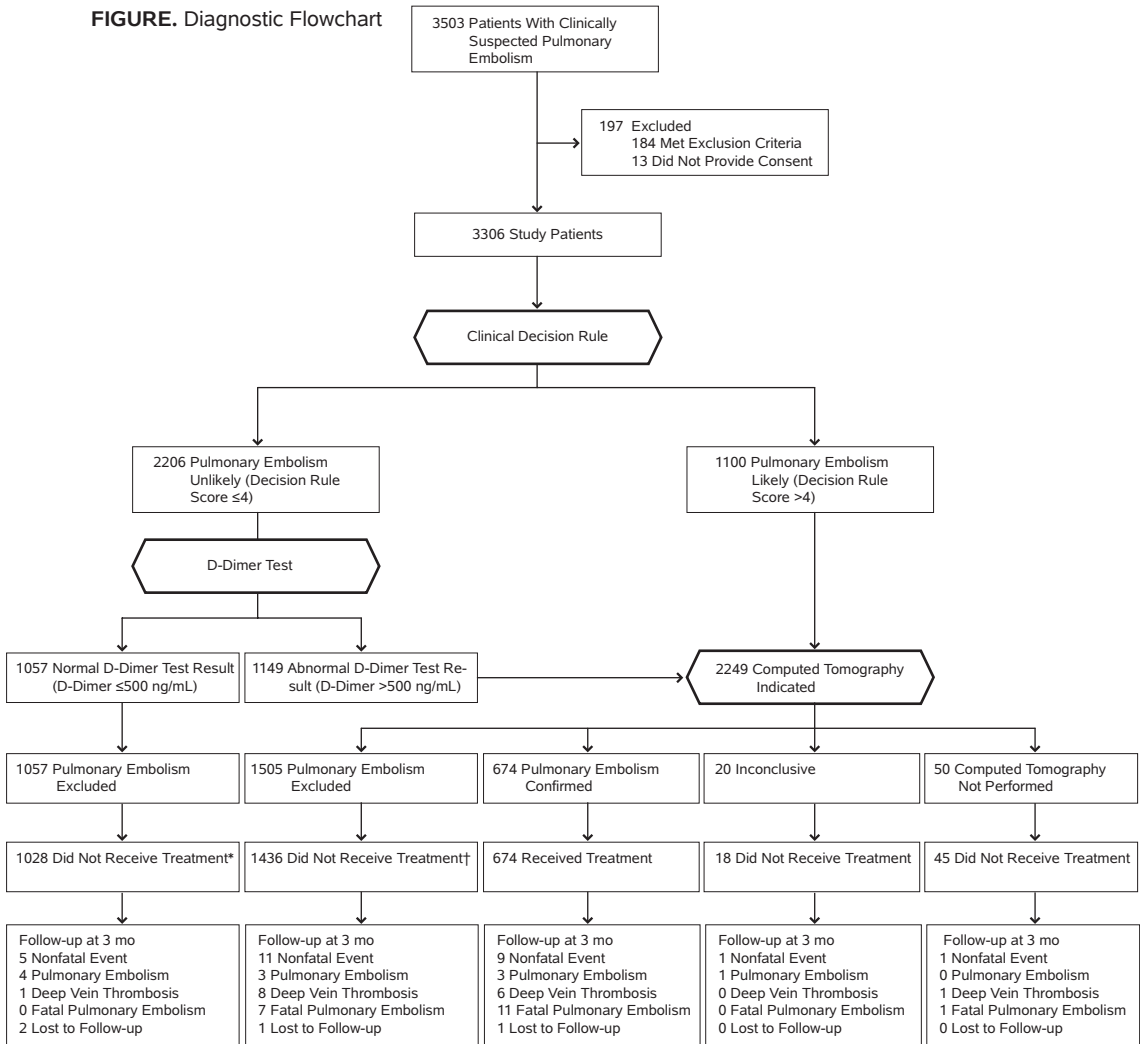 FIGURE. Diagnostic Flowchart
3503 Patients With Clinically
Suspected Pulmonary
Embolism
197 Excluded
184 Met Exclusion Criteria
13 Did Not Provide Consent
3306 Study Patients
Clinical Decision Rule
2206 Pulmonary Embolism
Unlikely (Decision Rule
Score ≤4)
1100 Pulmonary Embolism
Likely (Decision Rule
Score >4)
D-Dimer Test
1057 Normal D-Dimer Test Result
(D-Dimer ≤500 ng/mL)
1149 Abnormal D-Dimer Test Re-
sult (D-Dimer >500 ng/mL)
2249 Computed Tomography
Indicated
1057 Pulmonary Embolism
Excluded
1505 Pulmonary Embolism
Excluded
674 Pulmonary Embolism
Confirmed
20 Inconclusive
50 Computed Tomography
Not Performed
1028 Did Not Receive Treatment*
1436 Did Not Receive Treatment†
674 Received Treatment
18 Did Not Receive Treatment
45 Did Not Receive Treatment
Follow-up at 3 mo
5 Nonfatal Event
4 Pulmonary Embolism
1 Deep Vein Thrombosis
0 Fatal Pulmonary Embolism
2 Lost to Follow-up
Follow-up at 3 mo
11 Nonfatal Event
3 Pulmonary Embolism
8 Deep Vein Thrombosis
7 Fatal Pulmonary Embolism
1 Lost to Follow-up
Follow-up at 3 mo
9 Nonfatal Event
3 Pulmonary Embolism
6 Deep Vein Thrombosis
11 Fatal Pulmonary Embolism
1 Lost to Follow-up
Follow-up at 3 mo
1 Nonfatal Event
1 Pulmonary Embolism
0 Deep Vein Thrombosis
0 Fatal Pulmonary Embolism
0 Lost to Follow-up
Follow-up at 3 mo
1 Nonfatal Event
0 Pulmonary Embolism
1 Deep Vein Thrombosis
1 Fatal Pulmonary Embolism
0 Lost to Follow-up